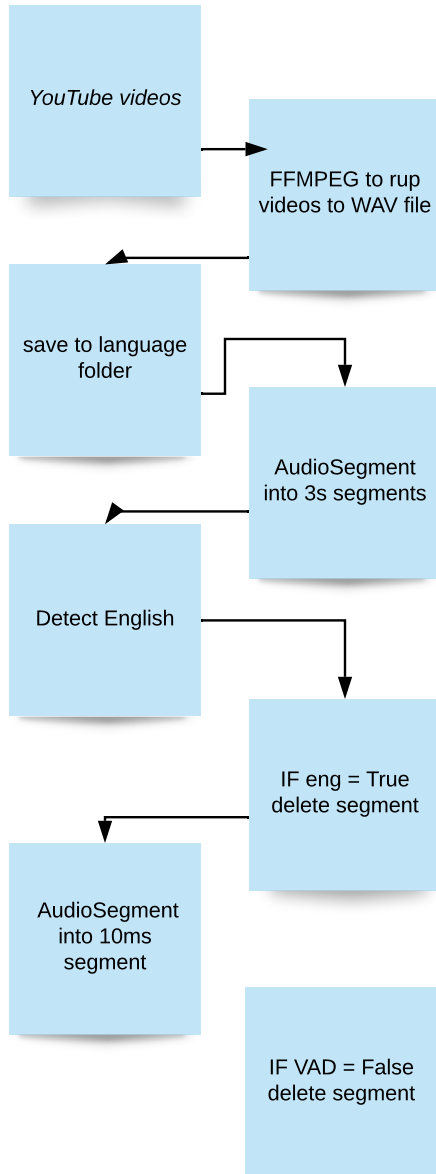 YouTube videos
FFMPEG to rup
videos to WAV file
save to language
folder
AudioSegment
into 3s segments
Detect English
IF eng = True
delete segment
AudioSegment
into 10ms
segment
IF VAD = False
delete segment